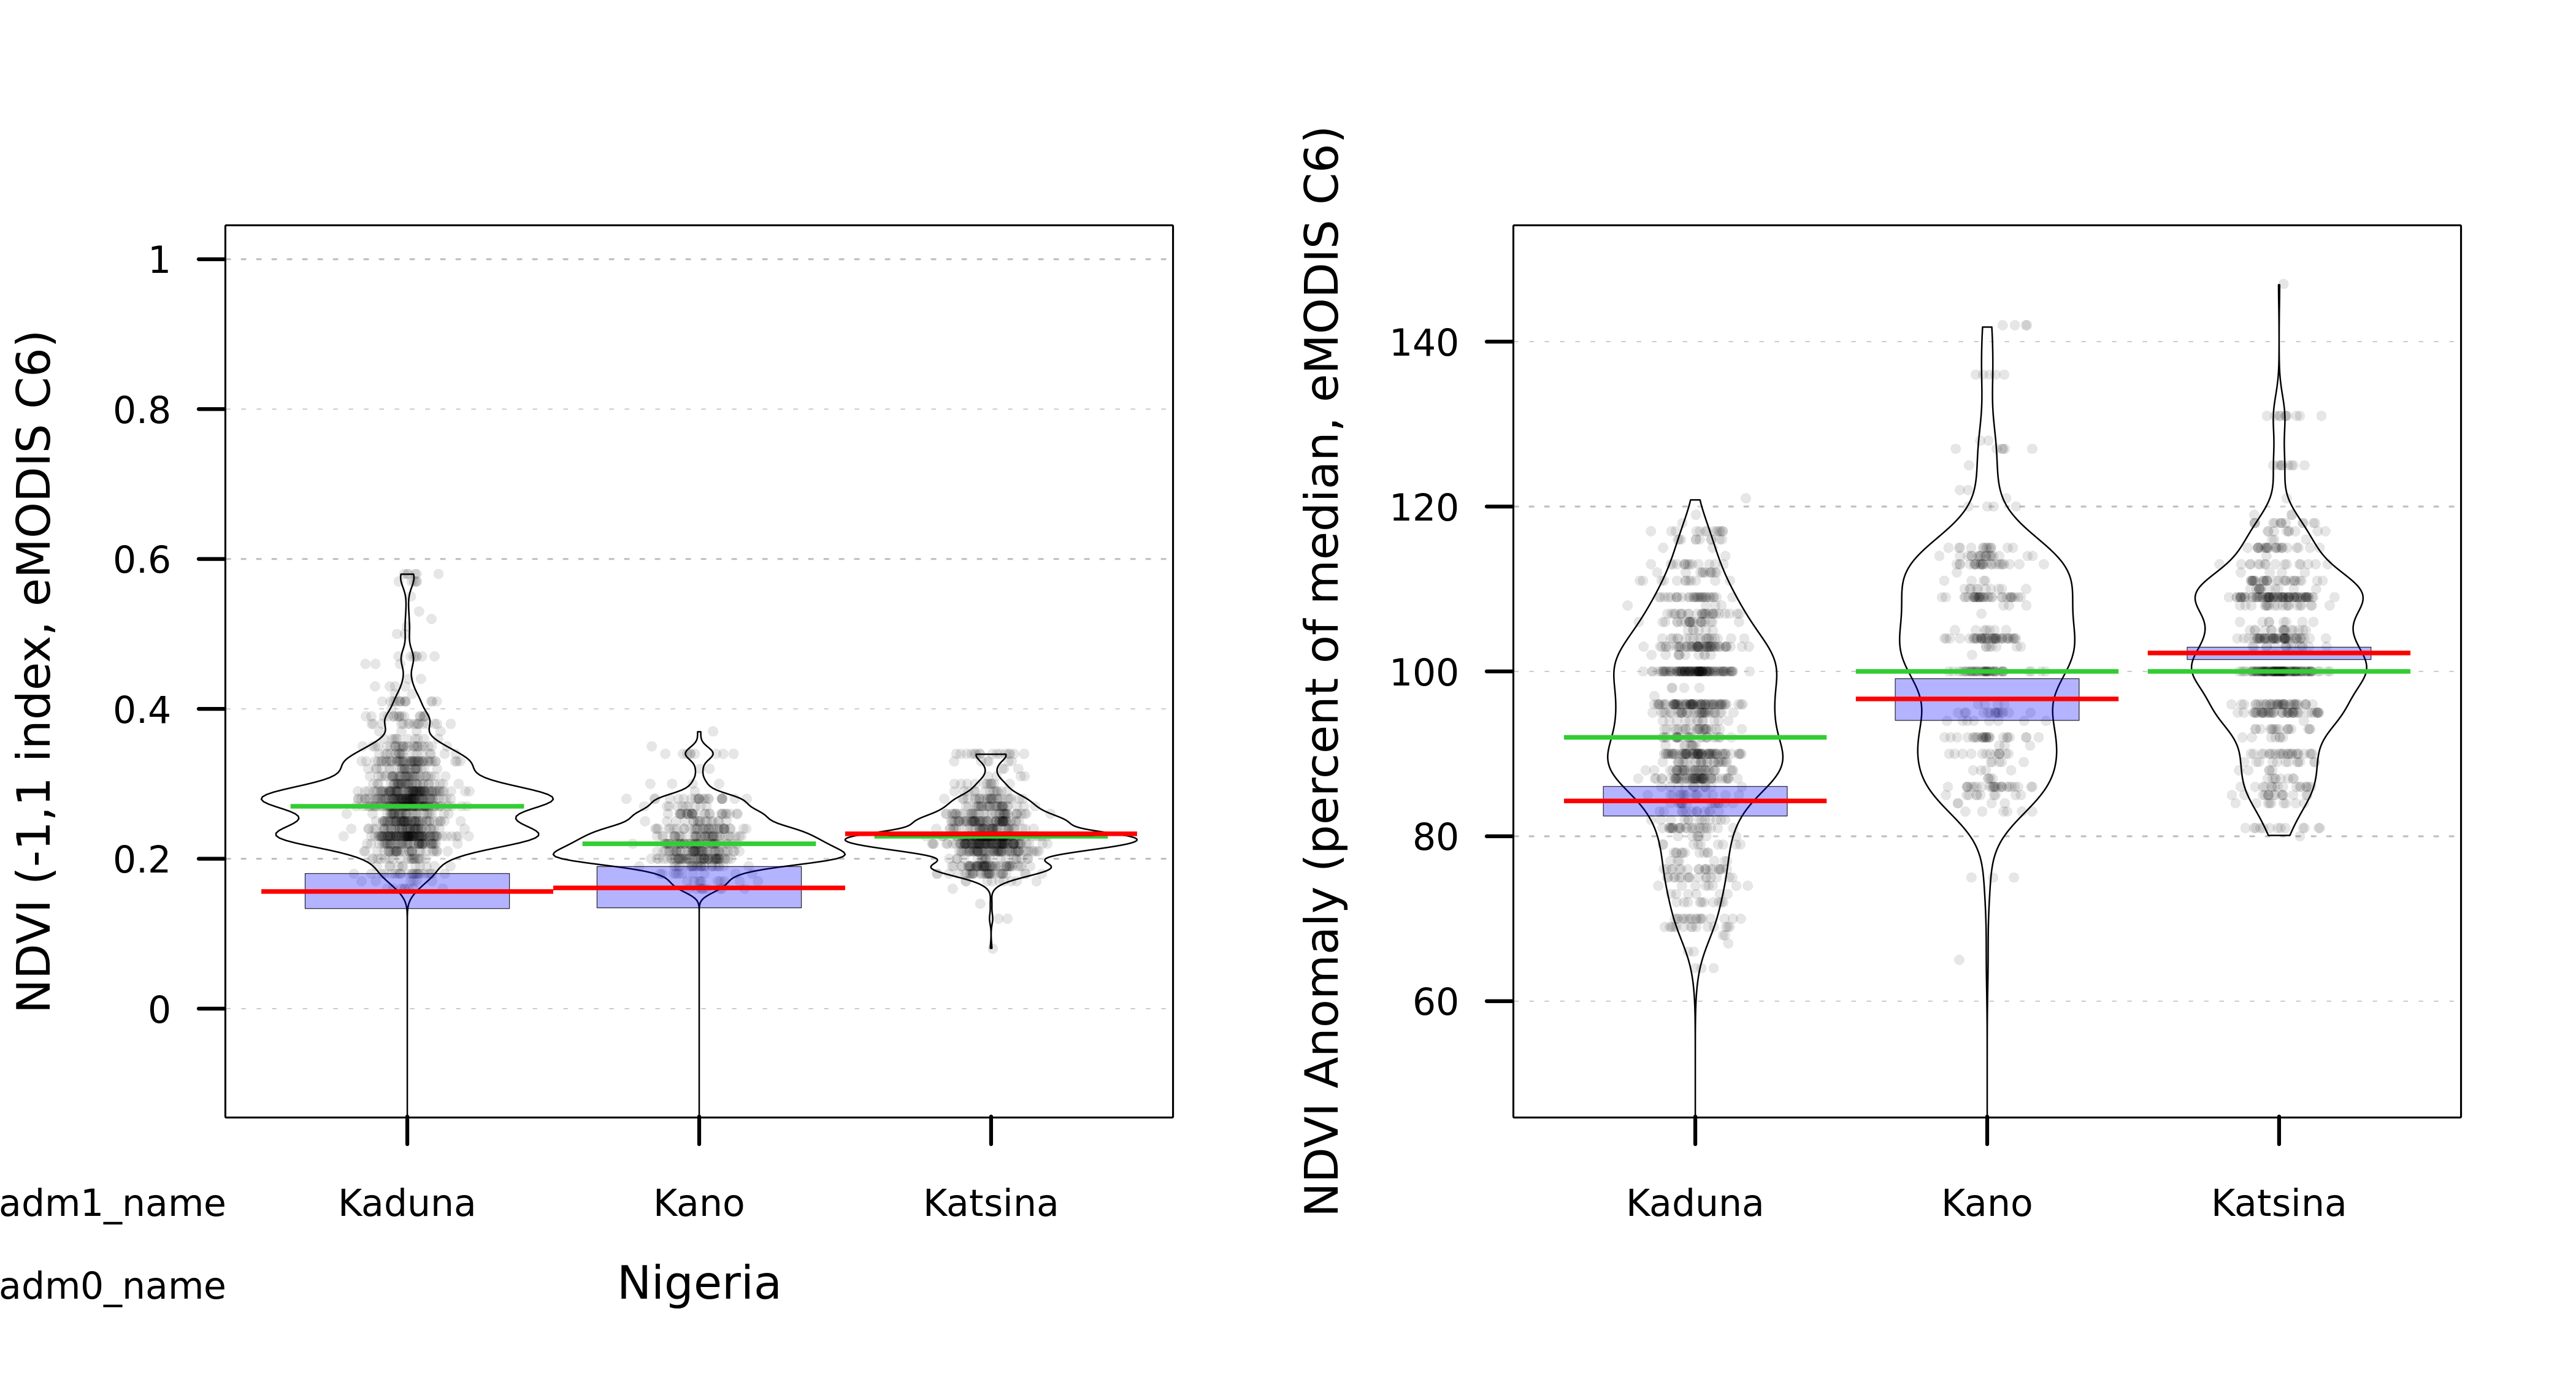 NDVI (-1,1 index, eMODIS C6)
1
0.8
0.6
0.4
0.2
0
adm1_name Kaduna Kano Katsina
adm0_name Nigeria
NDVI Anomaly (percent of median, eMODIS C6)
140
120
100
80
60
Kaduna Kano Katsina